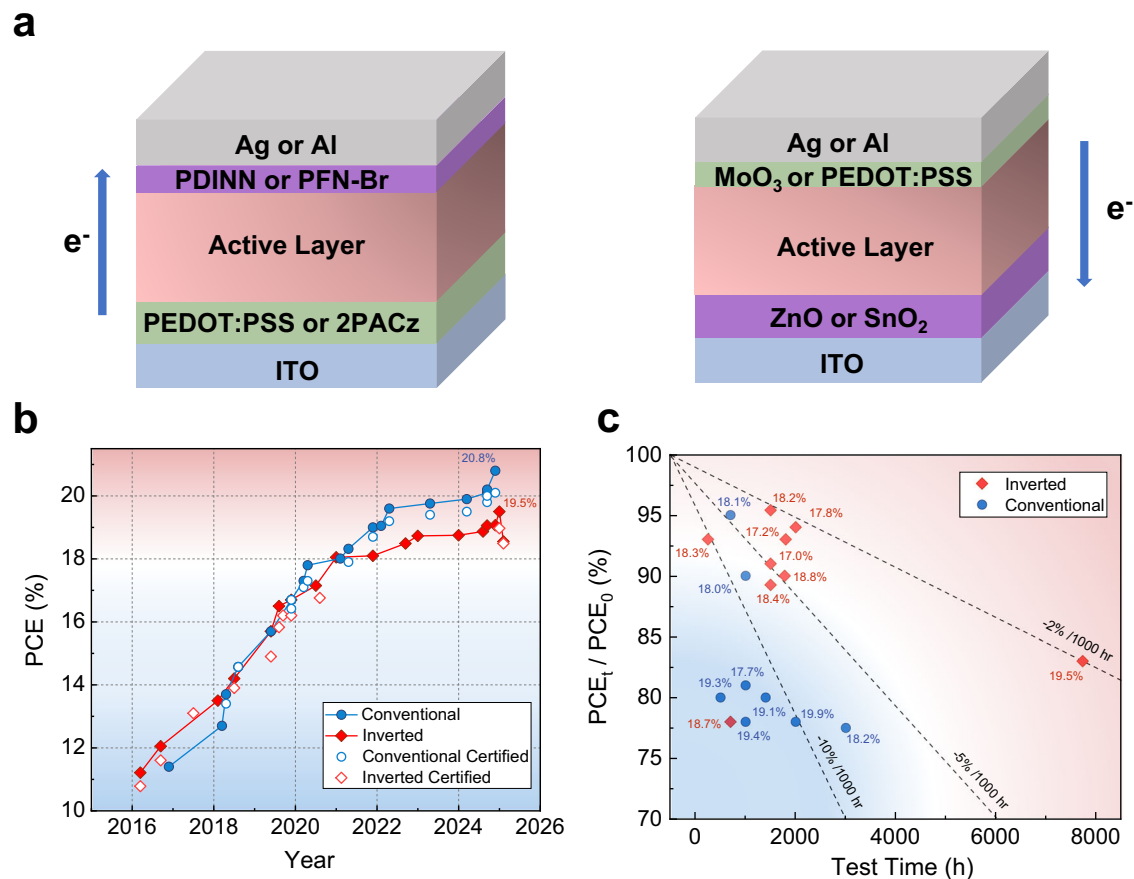 a
Ag or Al
PDINN or PFN-Br
Active Layer
PEDOT:PSS or 2PACz
ITO
e-
Ag or Al
MoO3 or PEDOT:PSS
Active Layer
ZnO or SnO2
ITO
e-
b
PCE (%)
20
18
16
14
12
10
20.8%
19.5%
Conventional
Inverted
Conventional Certified
Inverted Certified
2016 2018 2020 2022 2024 2026
Year
c
PCEt / PCE0 (%)
100
95
90
85
80
75
70
Inverted
Conventional
18.1%
18.2%
17.8%
18.3%
17.2%
17.0%
18.0%
18.8%
18.4%
-2% /1000 hr
19.5%
17.7%
19.3%
19.1%
19.9%
18.7%
19.4%
18.2%
-10% /1000 hr
-5% /1000 hr
0 2000 4000 6000 8000
Test Time (h)